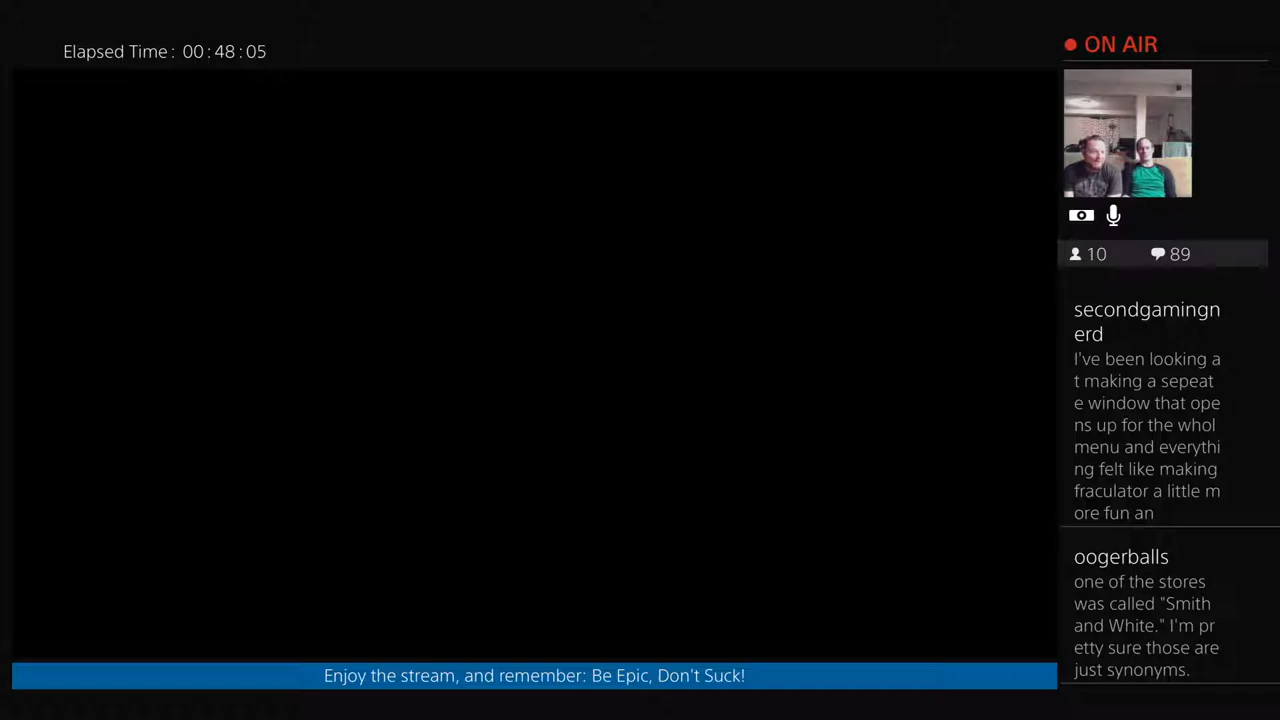 Elapsed Time: 00:48:05
ON AIR
10 89
secondgamingn
erd
I've been looking a
t making a sepeat
e window that ope
ns up for the whol
menu and everythi
ng felt like making
fraculator a little m
ore fun an
oogerballs
one of the stores
was called "Smith
and White." I'm pr
etty sure those are
just synonyms.
Enjoy the stream, and remember: Be Epic, Don't Suck!